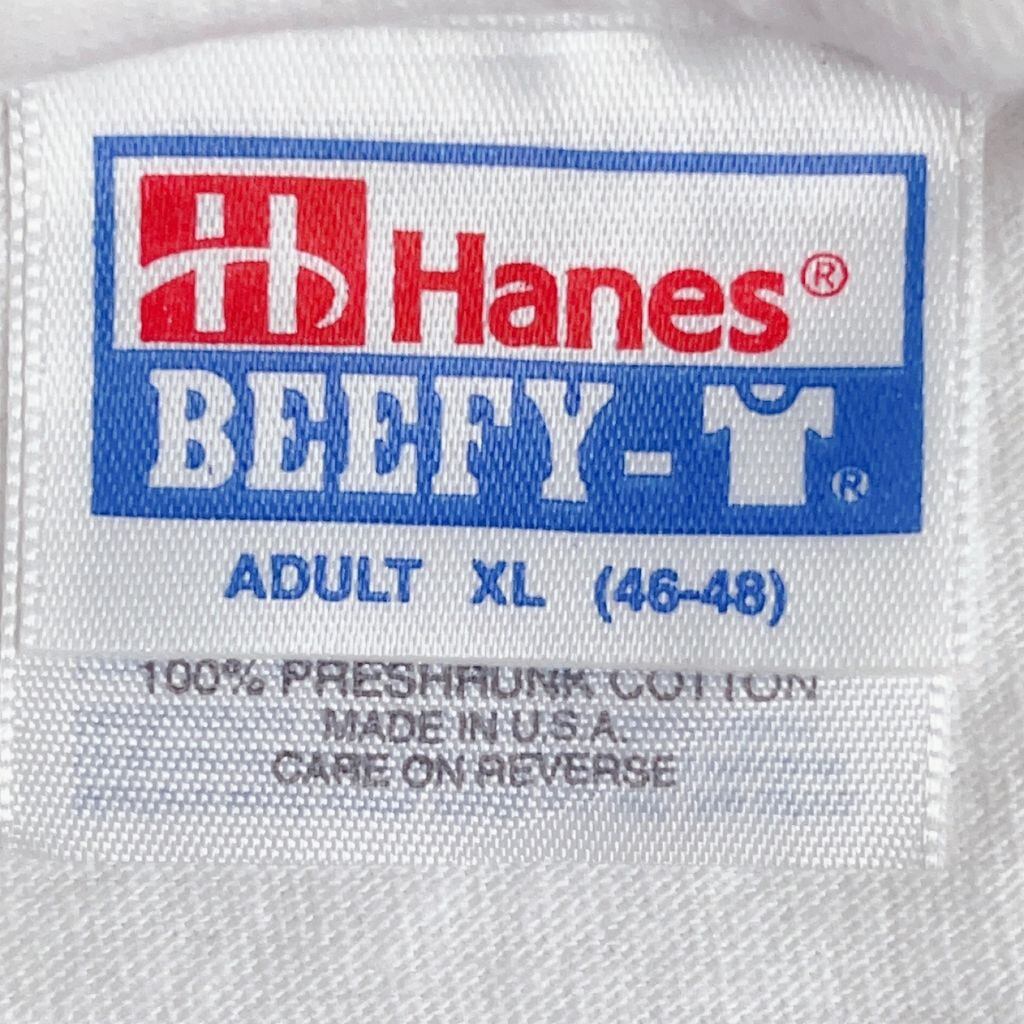 H Hanes®
BEEFY-T®
ADULT XL (46-48)
100% PRESHRUNK COTTON
MADE IN U.S.A.
CARE ON REVERSE